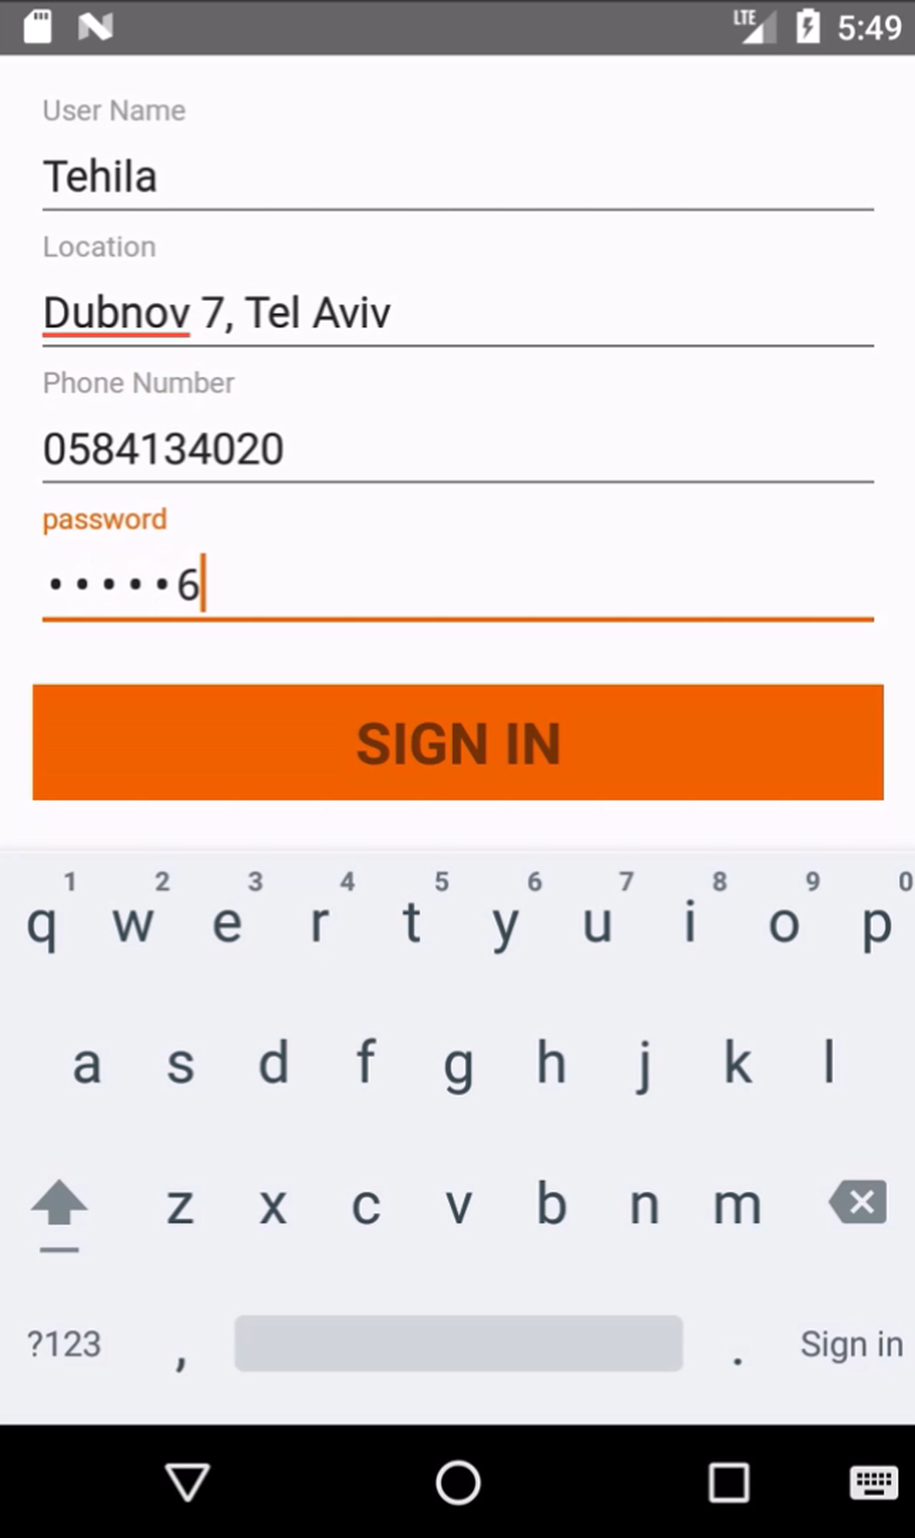 LTE 5:49
User Name
Tehila
Location
Dubnov 7, Tel Aviv
Phone Number
0584134020
password
•••••6
SIGN IN
1 2 3 4 5 6 7 8 9 0
q w e r t y u i o p
a s d f g h j k l
z x c v b n m
?123 , . Sign in